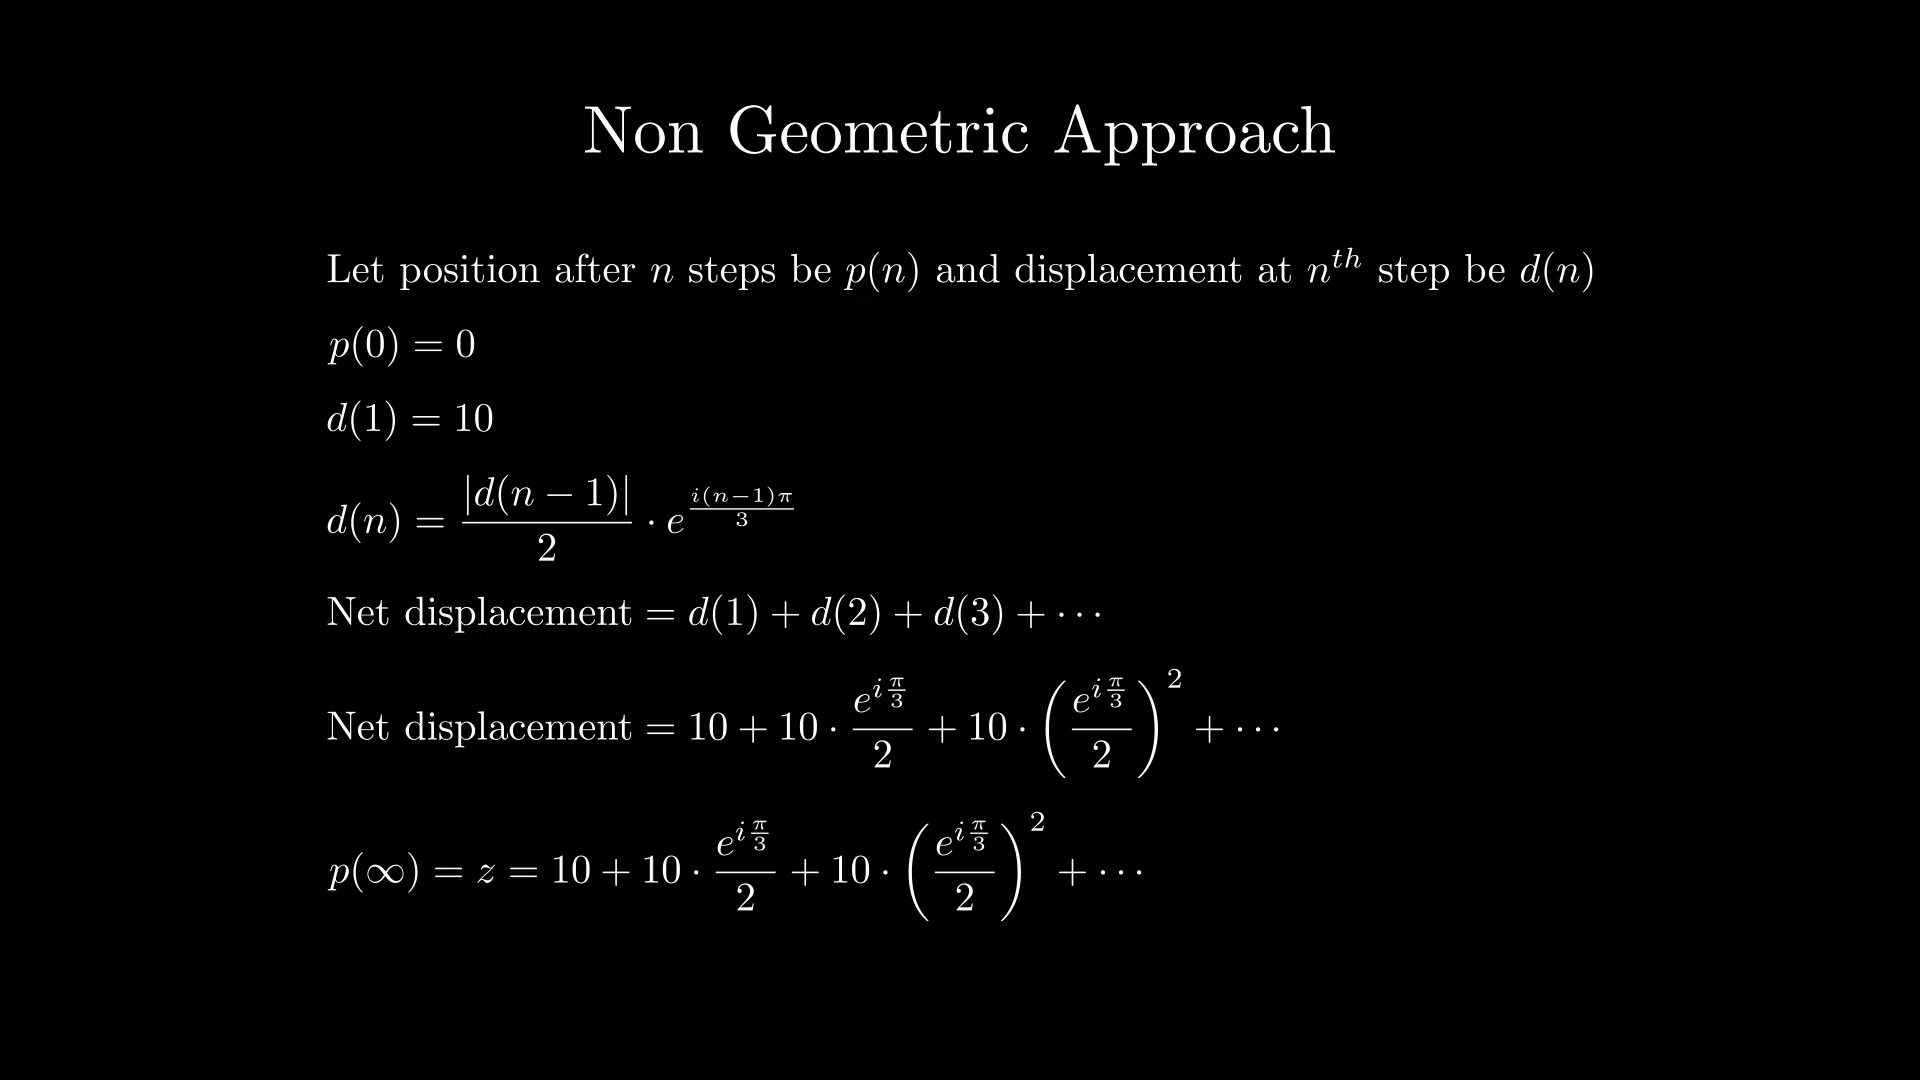 Non Geometric Approach
Let position after $n$ steps be $p(n)$ and displacement at $n^{th}$ step be $d(n)$
$p(0) = 0$
$d(1) = 10$
$d(n) = \frac{|d(n-1)|}{2} \cdot e^{\frac{i(n-1)\pi}{3}}$
Net displacement $= d(1) + d(2) + d(3) + \cdots$
Net displacement $= 10 + 10 \cdot \frac{e^{i\frac{\pi}{3}}}{2} + 10 \cdot \left(\frac{e^{i\frac{\pi}{3}}}{2}\right)^2 + \cdots$
$p(\infty) = z = 10 + 10 \cdot \frac{e^{i\frac{\pi}{3}}}{2} + 10 \cdot \left(\frac{e^{i\frac{\pi}{3}}}{2}\right)^2 + \cdots$